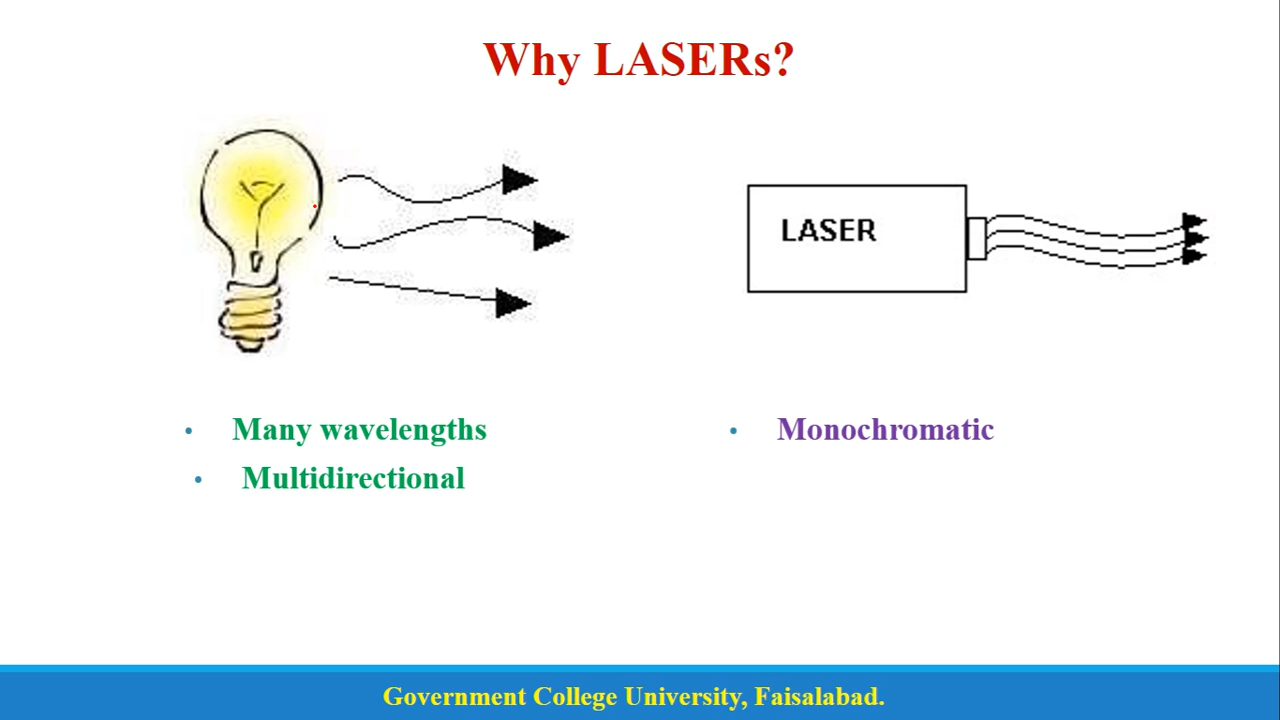 Why LASERs?
LASER
• Many wavelengths
• Multidirectional
• Monochromatic
Government College University, Faisalabad.